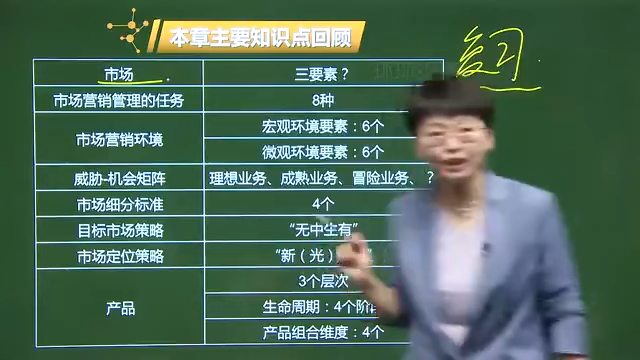 本章主要知识点回顾
复习
市场 三要素？
市场营销管理的任务 8种
市场营销环境 宏观环境要素：6个
微观环境要素：6个
威胁-机会矩阵 理想业务、成熟业务、冒险业务、？
市场细分标准 4个
目标市场策略 “无中生有”
市场定位策略 “新（光）
产品 3个层次
生命周期：4个阶
产品组合维度：4个